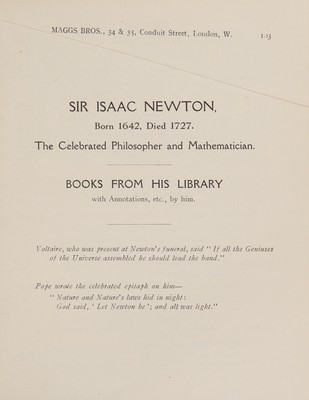 MAGGS BROS., 34 & 35, Conduit Street, London, W. 113
SIR ISAAC NEWTON,
Born 1642, Died 1727.
The Celebrated Philosopher and Mathematician.
BOOKS FROM HIS LIBRARY
with Annotations, etc., by him.
Voltaire, who was present at Newton's funeral, said "If all the Geniuses
of the Universe assembled he should lead the band."
Pope wrote the celebrated epitaph on him—
"Nature and Nature's laws hid in night:
God said, 'Let Newton be'; and all was light."